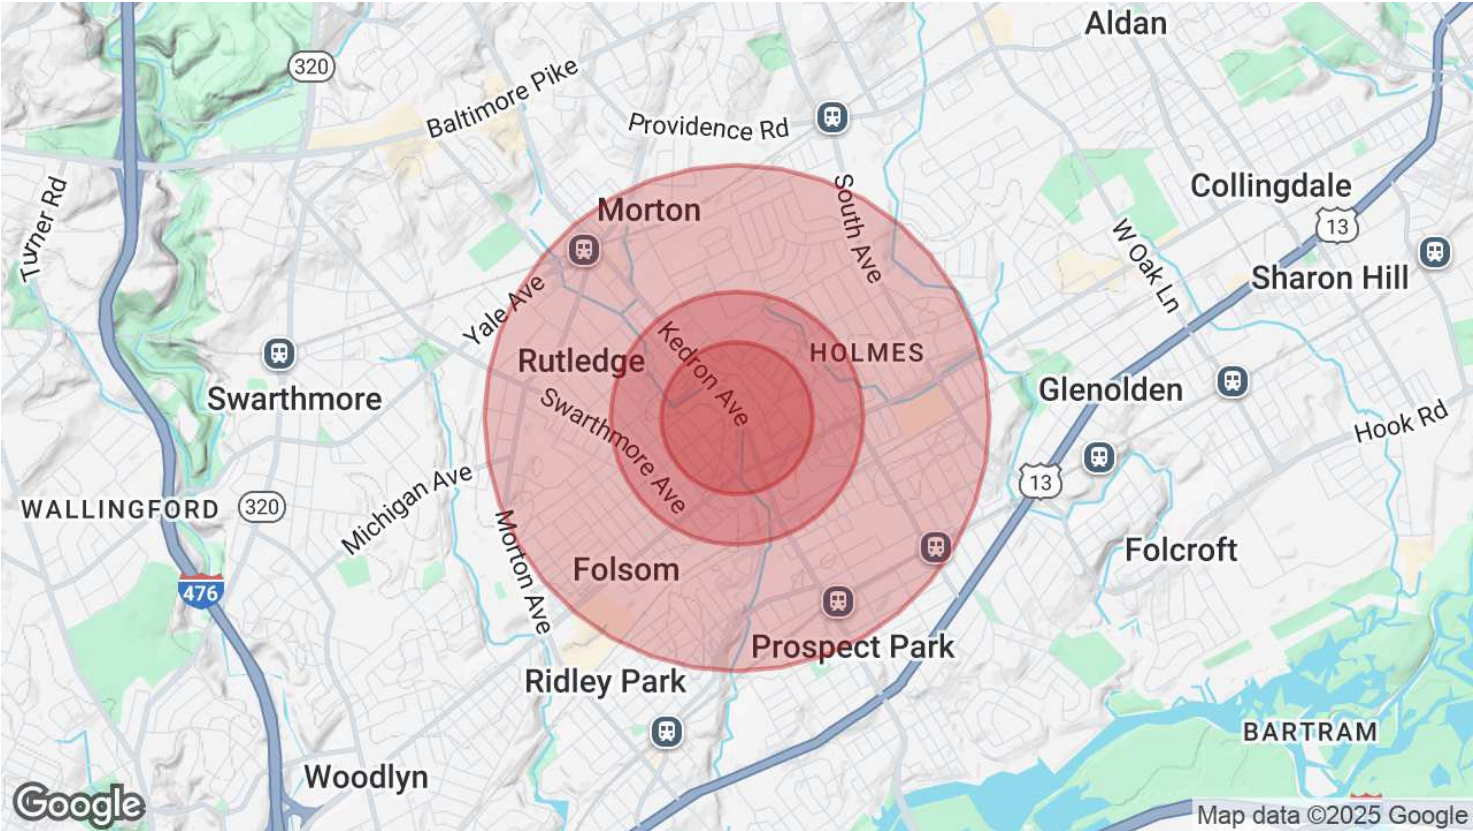 Aldan
320
Baltimore Pike
Providence Rd
Turner Rd
Morton
South Ave
Collingdale
13
W Oak Ln
Sharon Hill
Yale Ave
Kedron Ave
HOLMES
Rutledge
Swarthmore
Swarthmore Ave
Glenolden
Hook Rd
Michigan Ave
13
WALLINGFORD
320
Morton Ave
Folcroft
Folsom
476
Prospect Park
Ridley Park
BARTRAM
Woodlyn
Google
Map data ©2025 Google